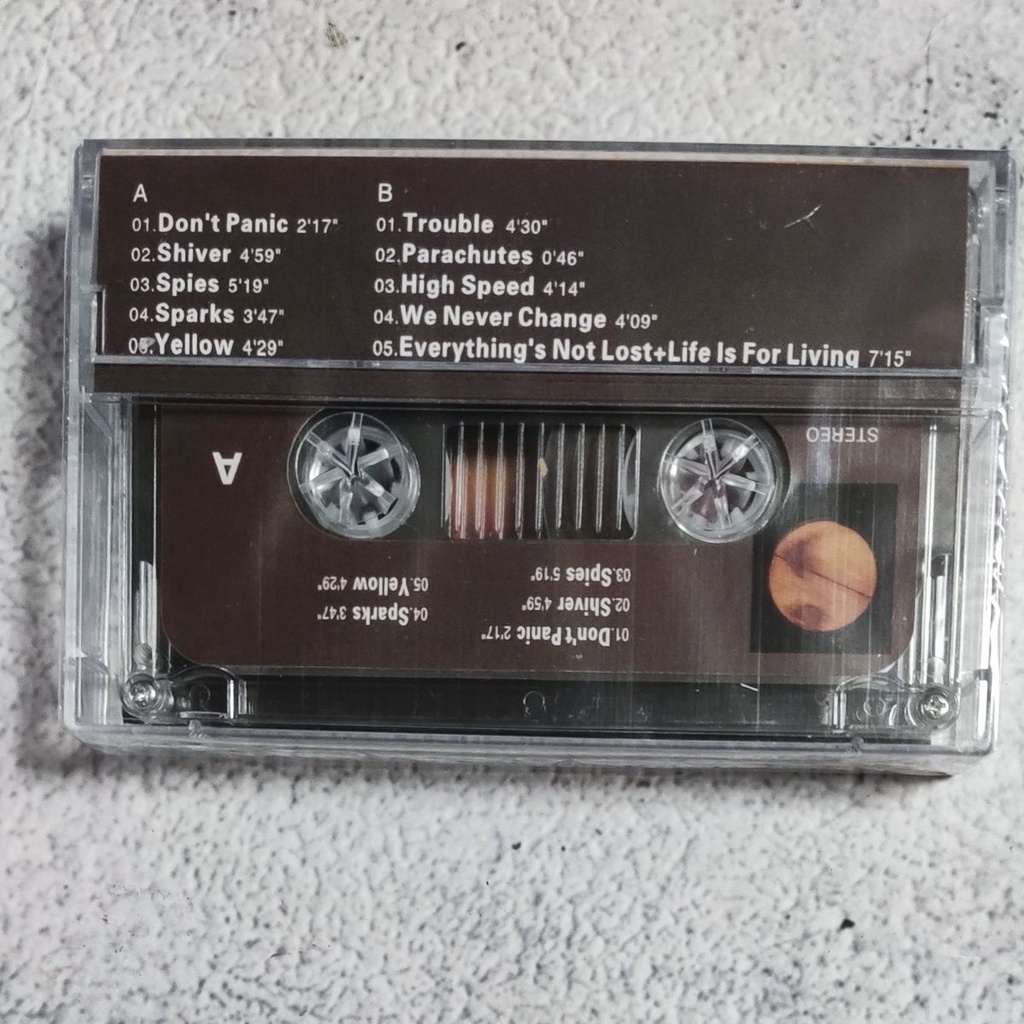 A
01.Don't Panic 2'17"
02.Shiver 4'59"
03.Spies 5'19"
04.Sparks 3'47"
05.Yellow 4'29"
B
01.Trouble 4'30"
02.Parachutes 0'46"
03.High Speed 4'14"
04.We Never Change 4'09"
05.Everything's Not Lost+Life Is For Living 7'15"
A
STEREO
01.Don't Panic 2'17"
02.Shiver 4'59"
03.Spies 5'19"
04.Sparks 3'47"
05.Yellow 4'29"